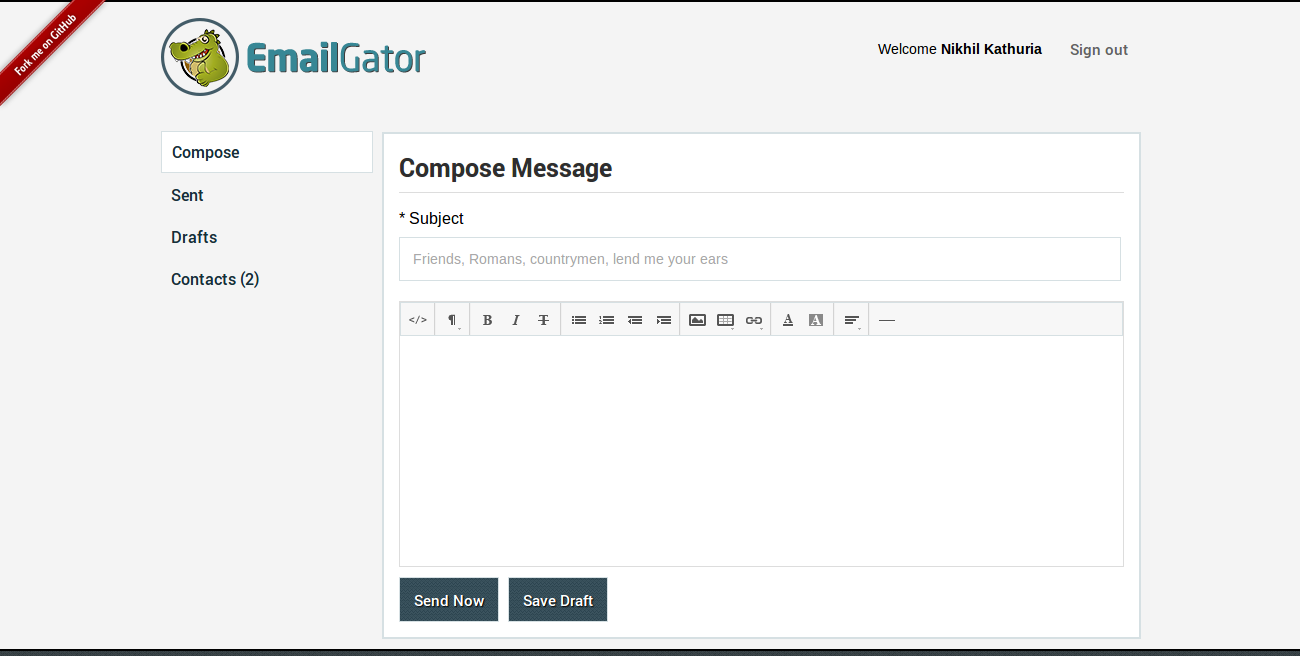 Fork me on GitHub
EmailGator
Welcome Nikhil Kathuria
Sign out
Compose
Sent
Drafts
Contacts (2)
Compose Message
* Subject
Friends, Romans, countrymen, lend me your ears
</> ¶ B I T A A
Send Now
Save Draft